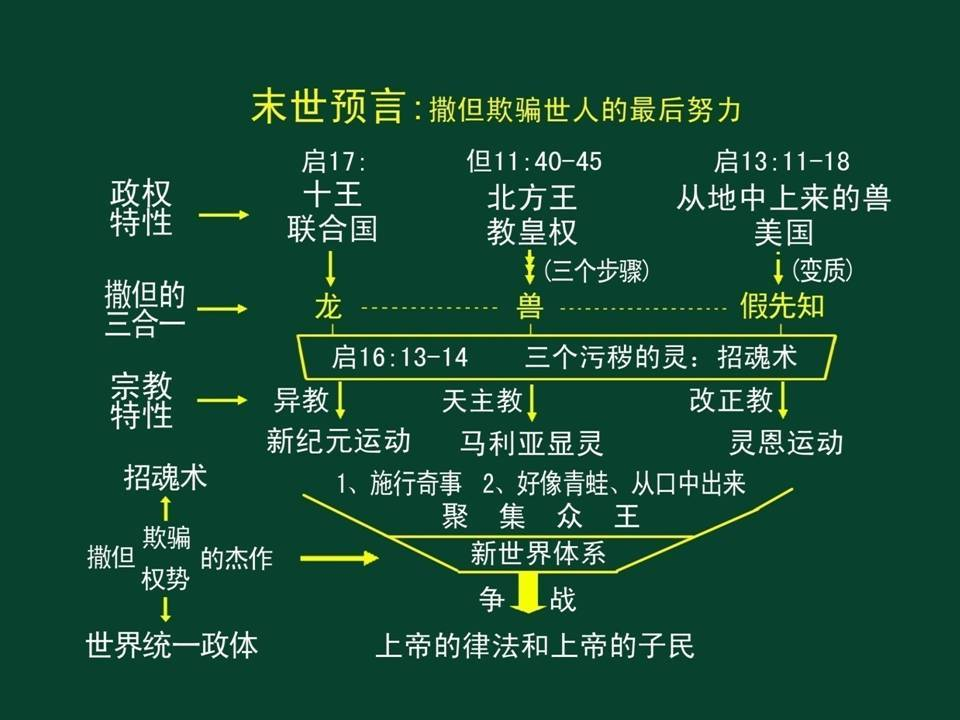 末世预言:撒但欺骗世人的最后努力
启17: 但11:40-45 启13:11-18
政权
特性
十王 北方王 从地中上来的兽
联合国 教皇权 美国
(三个步骤) (变质)
撒但的
三合一
龙 兽 假先知
启16:13-14 三个污秽的灵：招魂术
宗教
特性
异教 天主教 改正教
新纪元运动 马利亚显灵 灵恩运动
招魂术
1、施行奇事 2、好像青蛙、从口中出来
聚集众王
撒但 欺骗 的杰作
权势
新世界体系
争战
世界统一政体
上帝的律法和上帝的子民